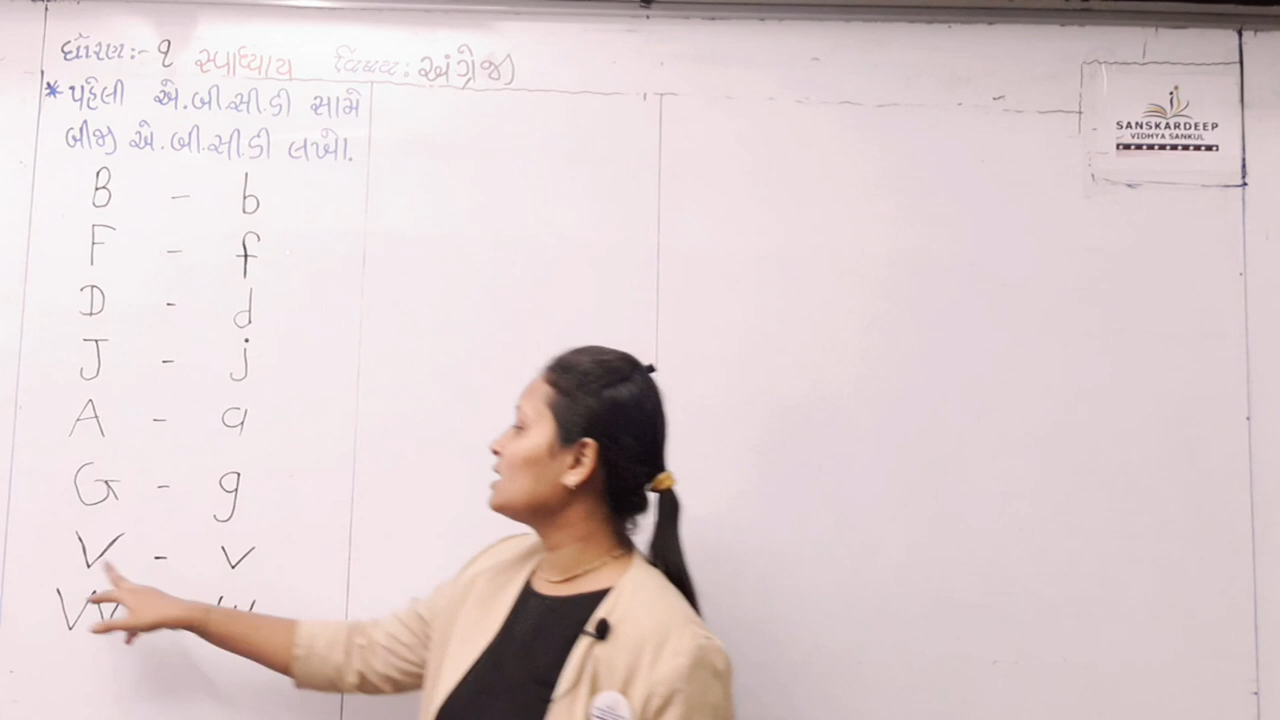 ધોરણ:- ૧ સ્વાધ્યાય વિષય: અંગ્રેજી
* પહેલી એ.બી.સી.ડી સામે
બીજી એ.બી.સી.ડી લખો.
B - b
F - f
D - d
J - j
A - a
G - g
V - v
W w
SANSKARDEEP
VIDHYA SANKUL